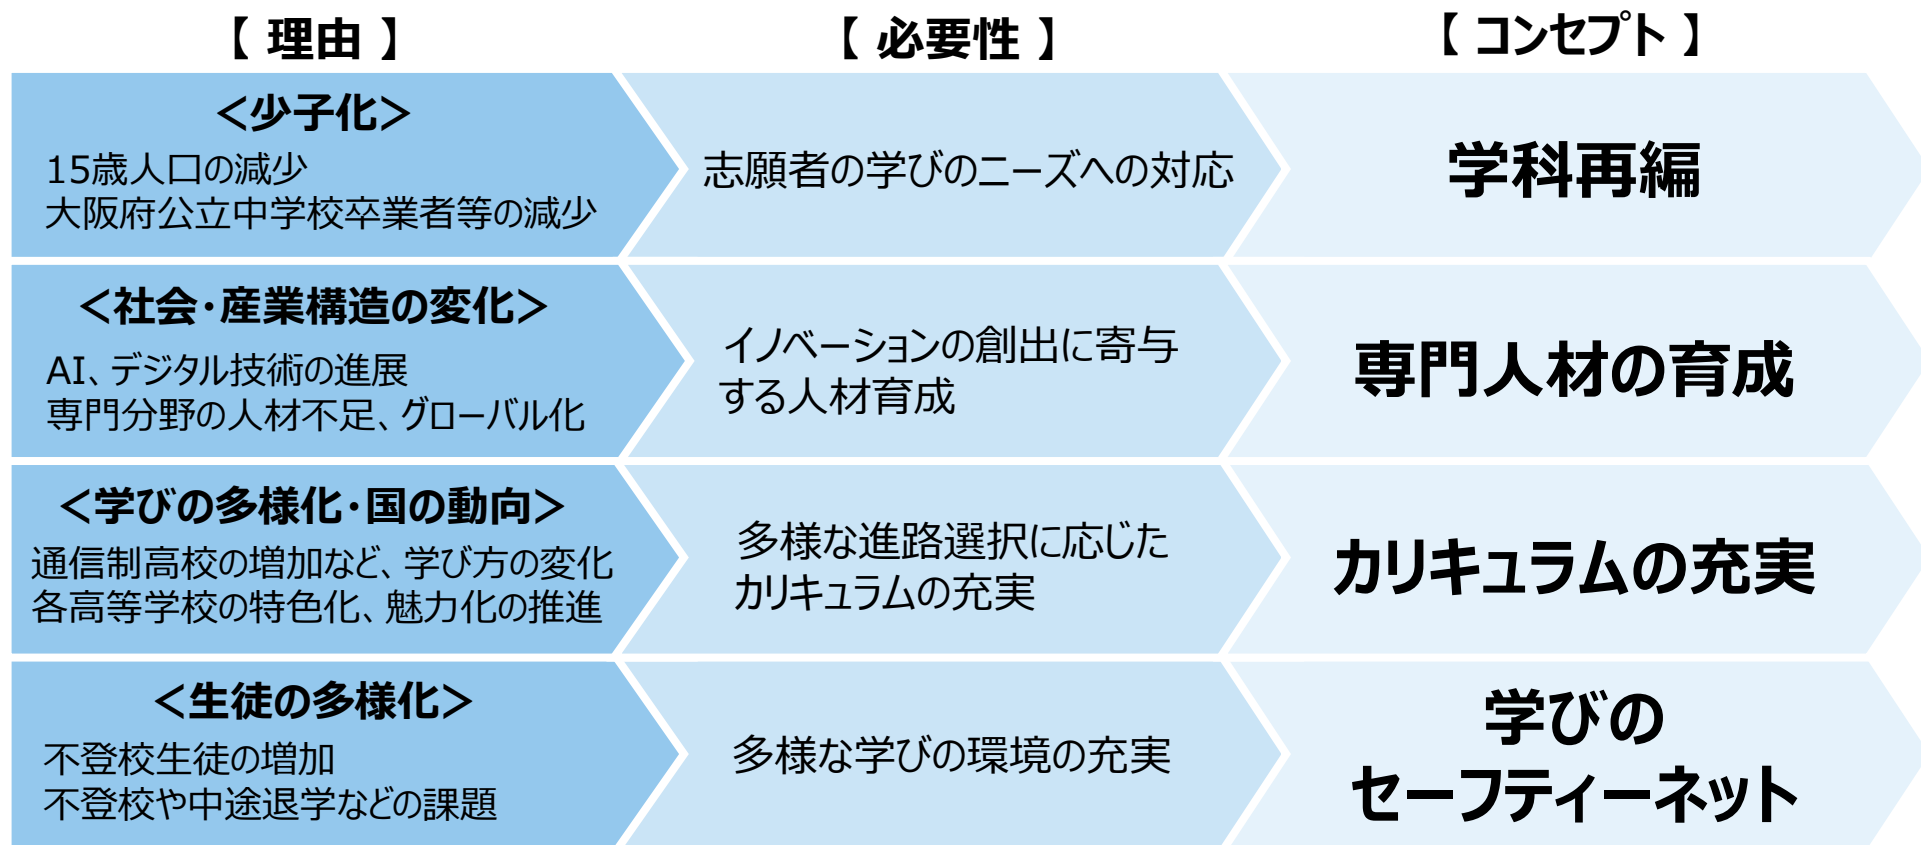 【 理由 】
【 必要性 】
【 コンセプト 】
＜少子化＞
15歳人口の減少
大阪府公立中学校卒業者等の減少
志願者の学びのニーズへの対応
学科再編
＜社会・産業構造の変化＞
AI、デジタル技術の進展
専門分野の人材不足、グローバル化
イノベーションの創出に寄与
する人材育成
専門人材の育成
＜学びの多様化・国の動向＞
通信制高校の増加など、学び方の変化
各高等学校の特色化、魅力化の推進
多様な進路選択に応じた
カリキュラムの充実
カリキュラムの充実
＜生徒の多様化＞
不登校生徒の増加
不登校や中途退学などの課題
多様な学びの環境の充実
学びの
セーフティーネット